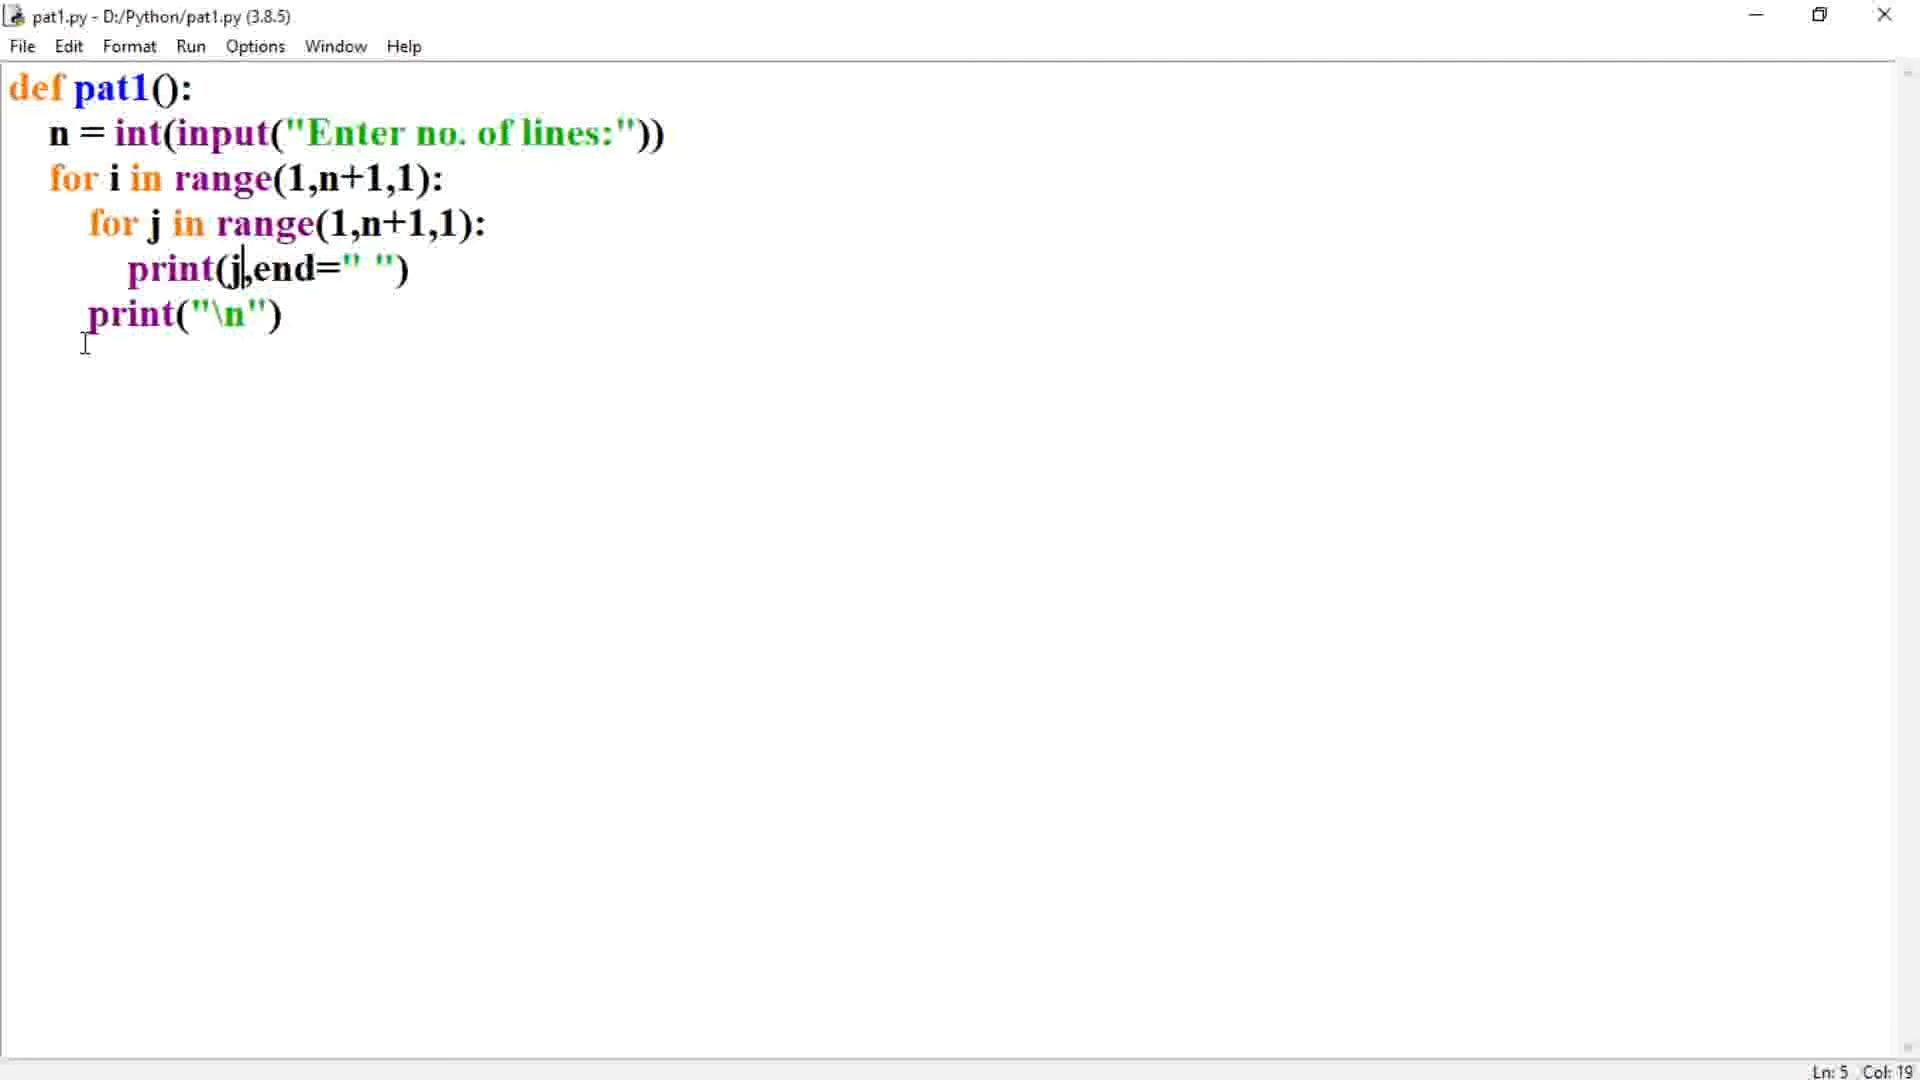 pat1.py - D:/Python/pat1.py (3.8.5)
File Edit Format Run Options Window Help
def pat1():
    n = int(input("Enter no. of lines:"))
    for i in range(1,n+1,1):
        for j in range(1,n+1,1):
            print(j,end=" ")
        print("\n")
Ln: 5 Col: 19